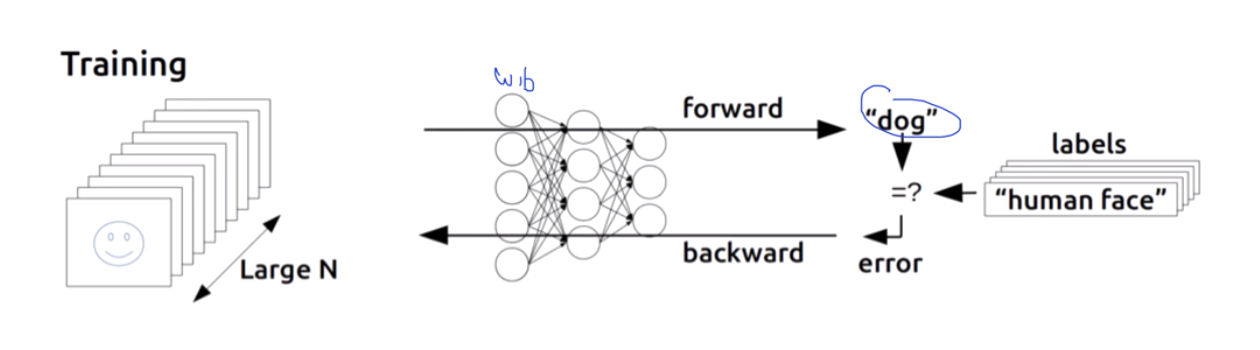 Training
w,b
forward
“dog”
labels
=?
“human face”
backward
error
Large N